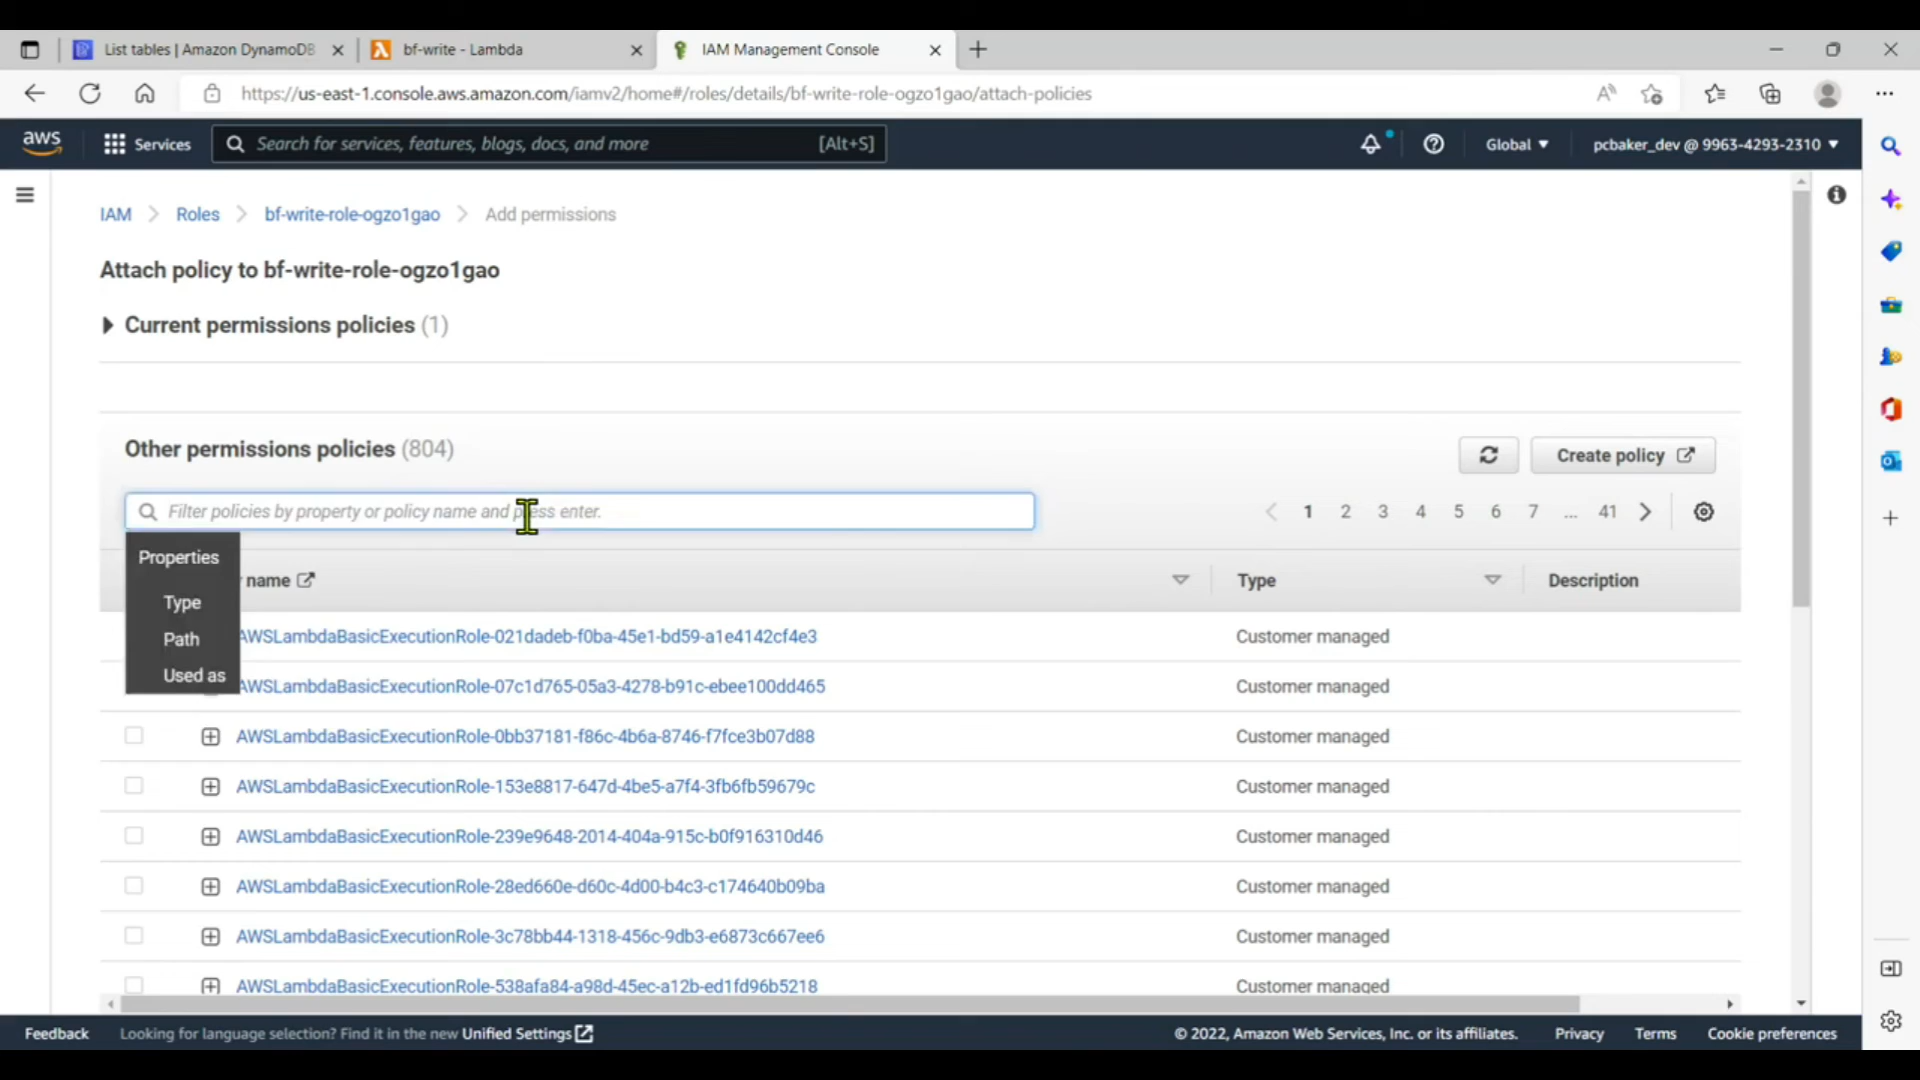 List tables | Amazon DynamoDB
bf-write - Lambda
IAM Management Console
https://us-east-1.console.aws.amazon.com/iamv2/home#/roles/details/bf-write-role-ogzo1gao/attach-policies
aws
Services
Search for services, features, blogs, docs, and more
[Alt+S]
Global
pcbaker_dev @ 9963-4293-2310
IAM
Roles
bf-write-role-ogzo1gao
Add permissions
Attach policy to bf-write-role-ogzo1gao
Current permissions policies (1)
Other permissions policies (804)
Create policy
Filter policies by property or policy name and press enter.
1 2 3 4 5 6 7 ... 41
Properties
Type
Path
Used as
name
Type
Description
AWSLambdaBasicExecutionRole-021dadeb-f0ba-45e1-bd59-a1e4142cf4e3 Customer managed
AWSLambdaBasicExecutionRole-07c1d765-05a3-4278-b91c-ebee100dd465 Customer managed
AWSLambdaBasicExecutionRole-0bb37181-f86c-4b6a-8746-f7fce3b07d88 Customer managed
AWSLambdaBasicExecutionRole-153e8817-647d-4be5-a7f4-3fb6fb59679c Customer managed
AWSLambdaBasicExecutionRole-239e9648-2014-404a-915c-b0f916310d46 Customer managed
AWSLambdaBasicExecutionRole-28ed660e-d60c-4d00-b4c3-c174640b09ba Customer managed
AWSLambdaBasicExecutionRole-3c78bb44-1318-456c-9db3-e6873c667ee6 Customer managed
AWSLambdaBasicExecutionRole-538afa84-a98d-45ec-a12b-ed1fd96b5218 Customer managed
Feedback
Looking for language selection? Find it in the new Unified Settings
© 2022, Amazon Web Services, Inc. or its affiliates.
Privacy
Terms
Cookie preferences